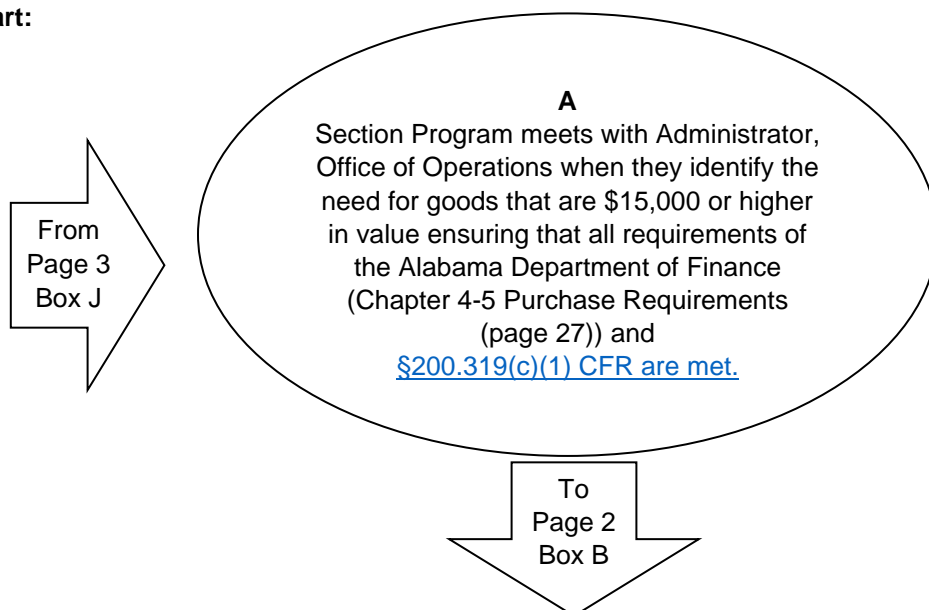 art:
A
Section Program meets with Administrator,
Office of Operations when they identify the
need for goods that are $15,000 or higher
in value ensuring that all requirements of
the Alabama Department of Finance
(Chapter 4-5 Purchase Requirements
(page 27)) and
§200.319(c)(1) CFR are met.
From
Page 3
Box J
To
Page 2
Box B